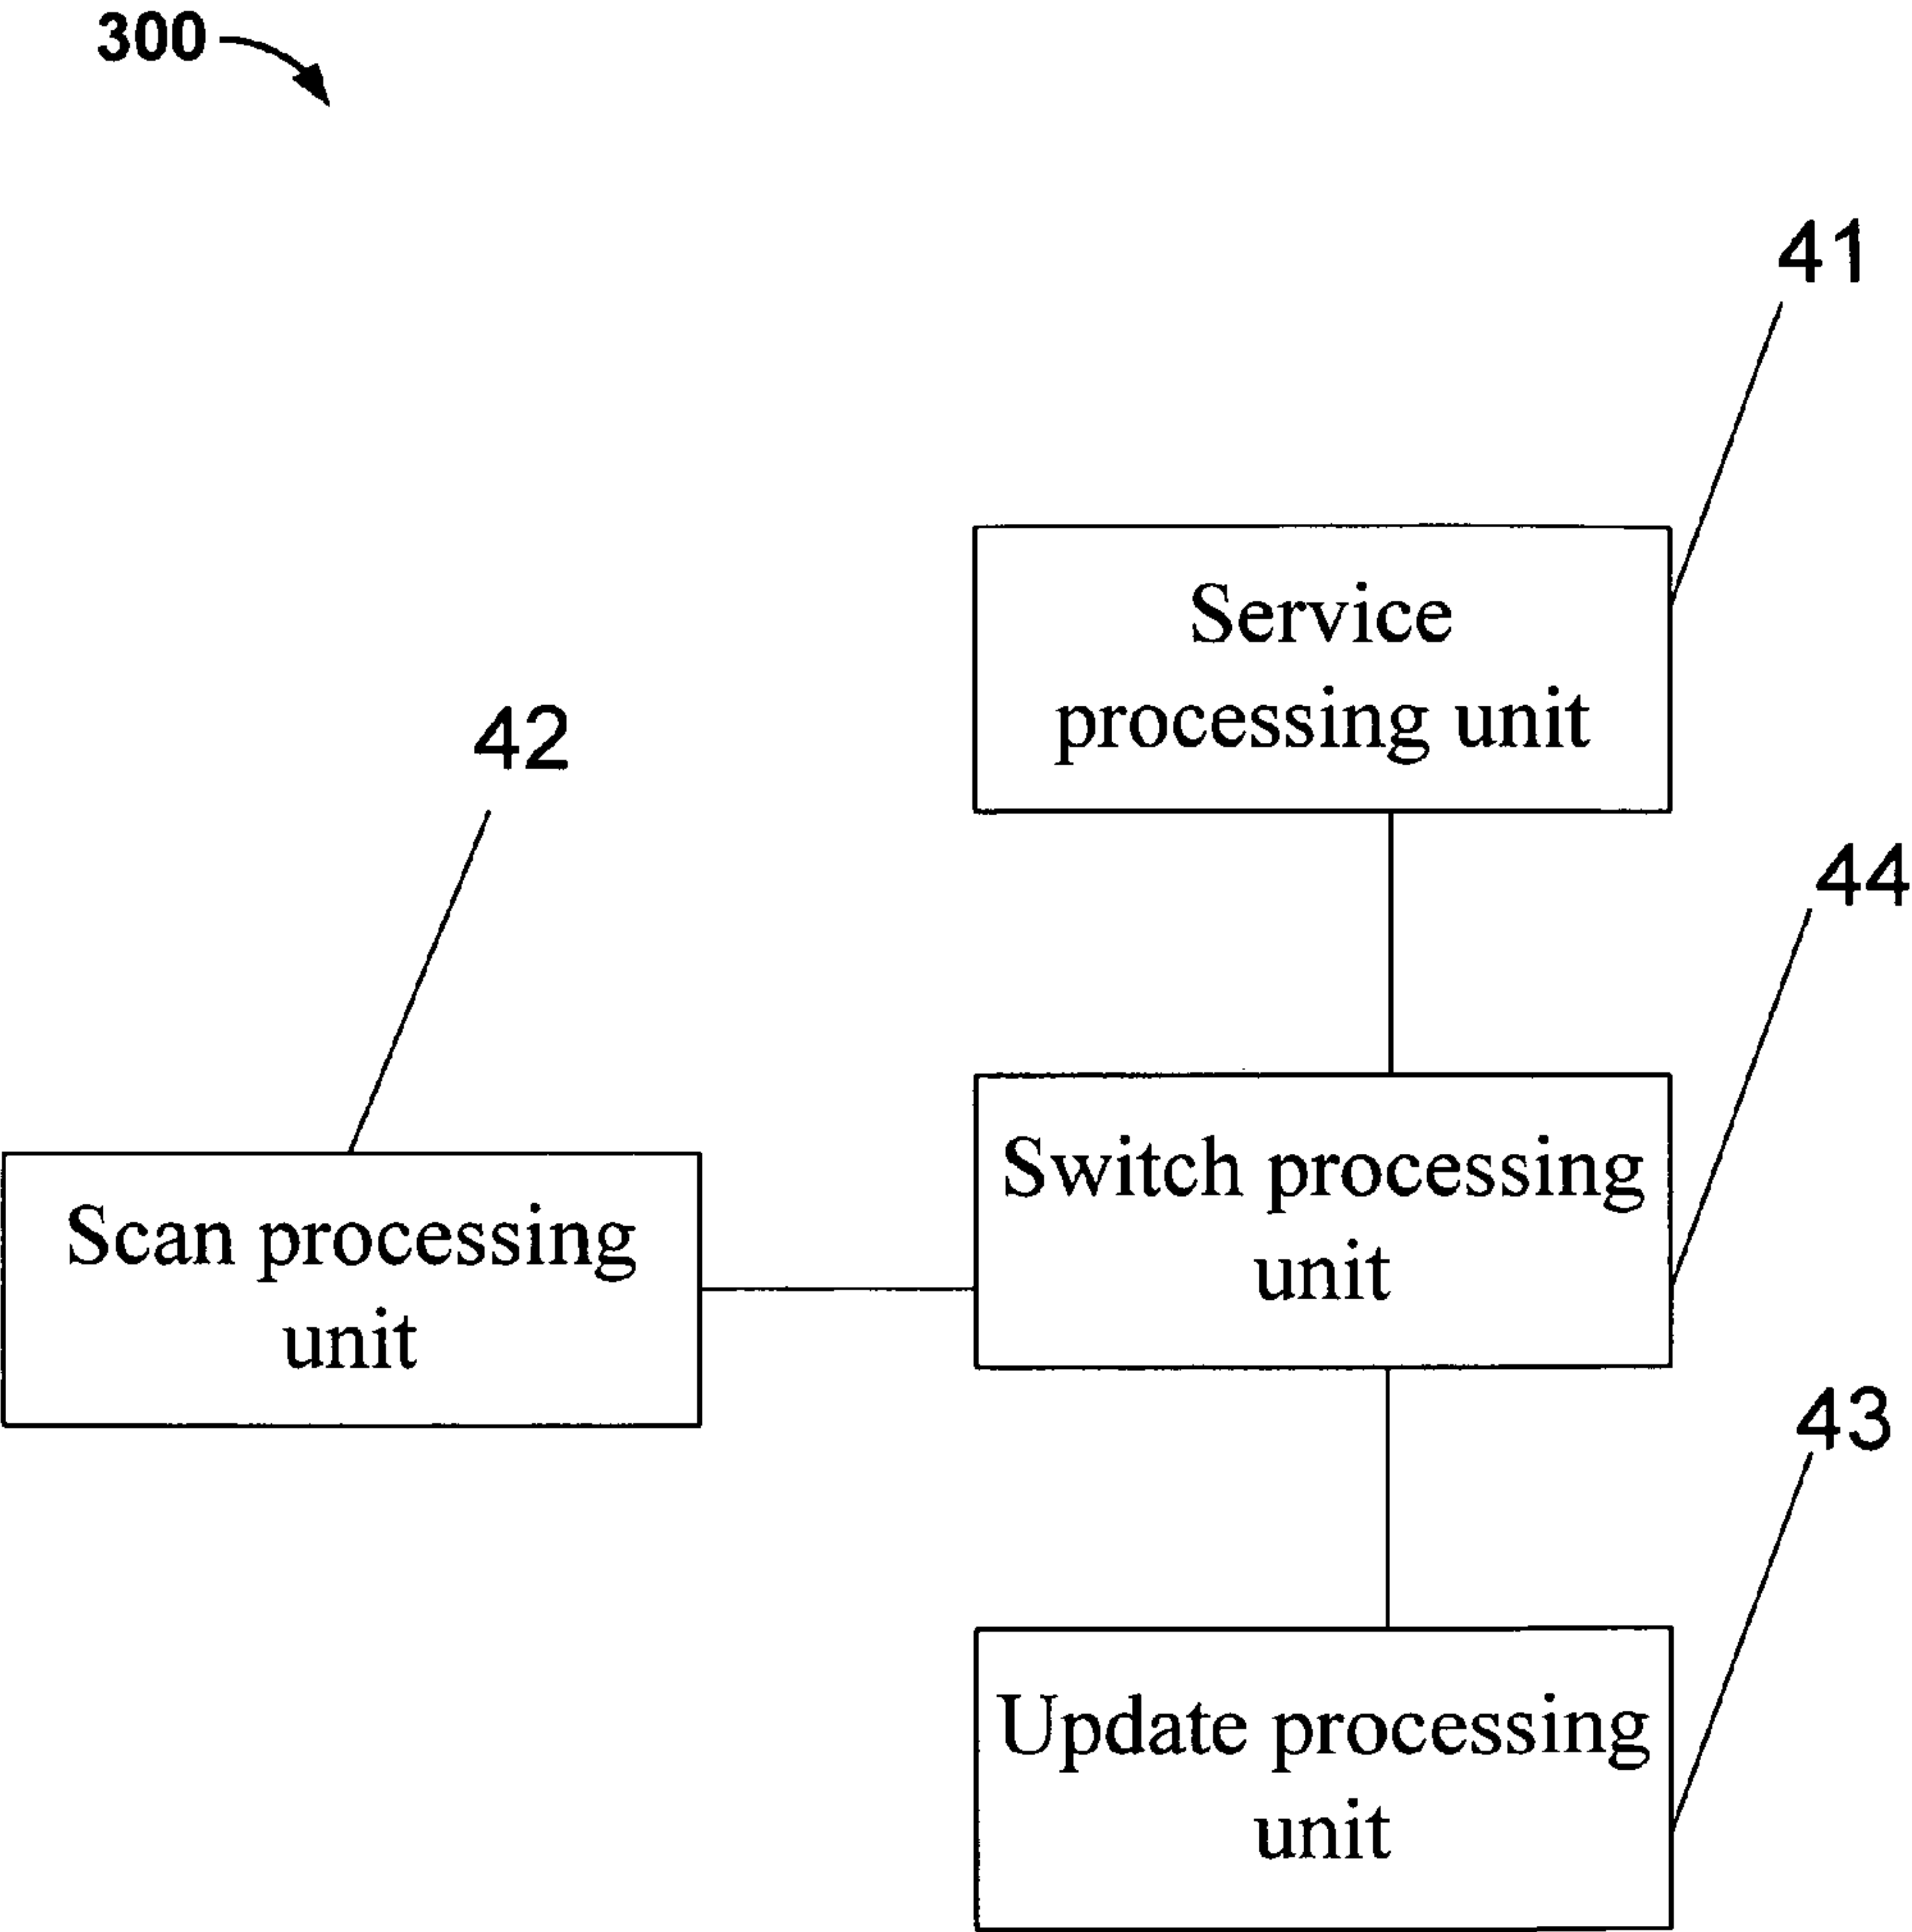 300
41
Service
processing unit
42
44
Switch processing
unit
Scan processing
unit
43
Update processing
unit